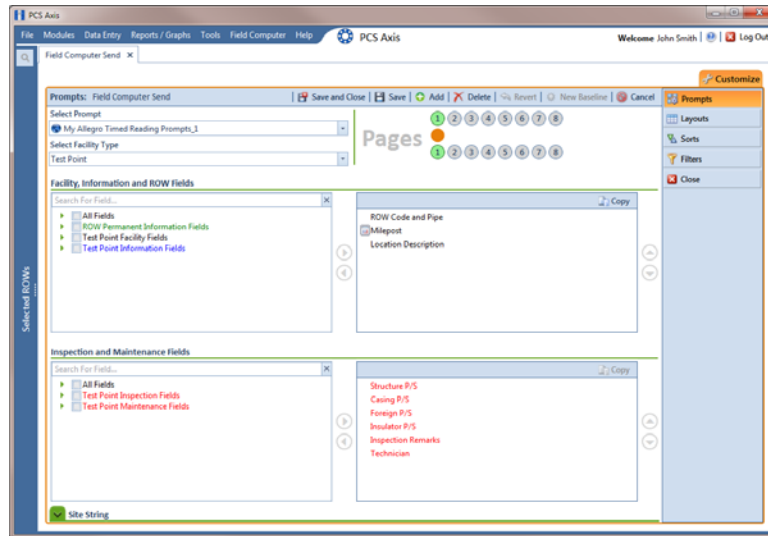 PCS Axis
File Modules Data Entry Reports / Graphs Tools Field Computer Help PCS Axis Welcome John Smith Log Out
Field Computer Send
Customize
Prompts: Field Computer Send Save and Close Save Add Delete Revert New Baseline Cancel
Prompts
Layouts
Sorts
Filters
Close
Select Prompt
My Allegro Timed Reading Prompts_1
Select Facility Type
Test Point
Pages
1 2 3 4 5 6 7 8
1 2 3 4 5 6 7 8
Facility, Information and ROW Fields
Search For Field...
All Fields
ROW Permanent Information Fields
Test Point Facility Fields
Test Point Information Fields
Copy
ROW Code and Pipe
Milepost
Location Description
Selected ROWs
Inspection and Maintenance Fields
Search For Field...
All Fields
Test Point Inspection Fields
Test Point Maintenance Fields
Copy
Structure P/S
Casing P/S
Foreign P/S
Insulator P/S
Inspection Remarks
Technician
Site String